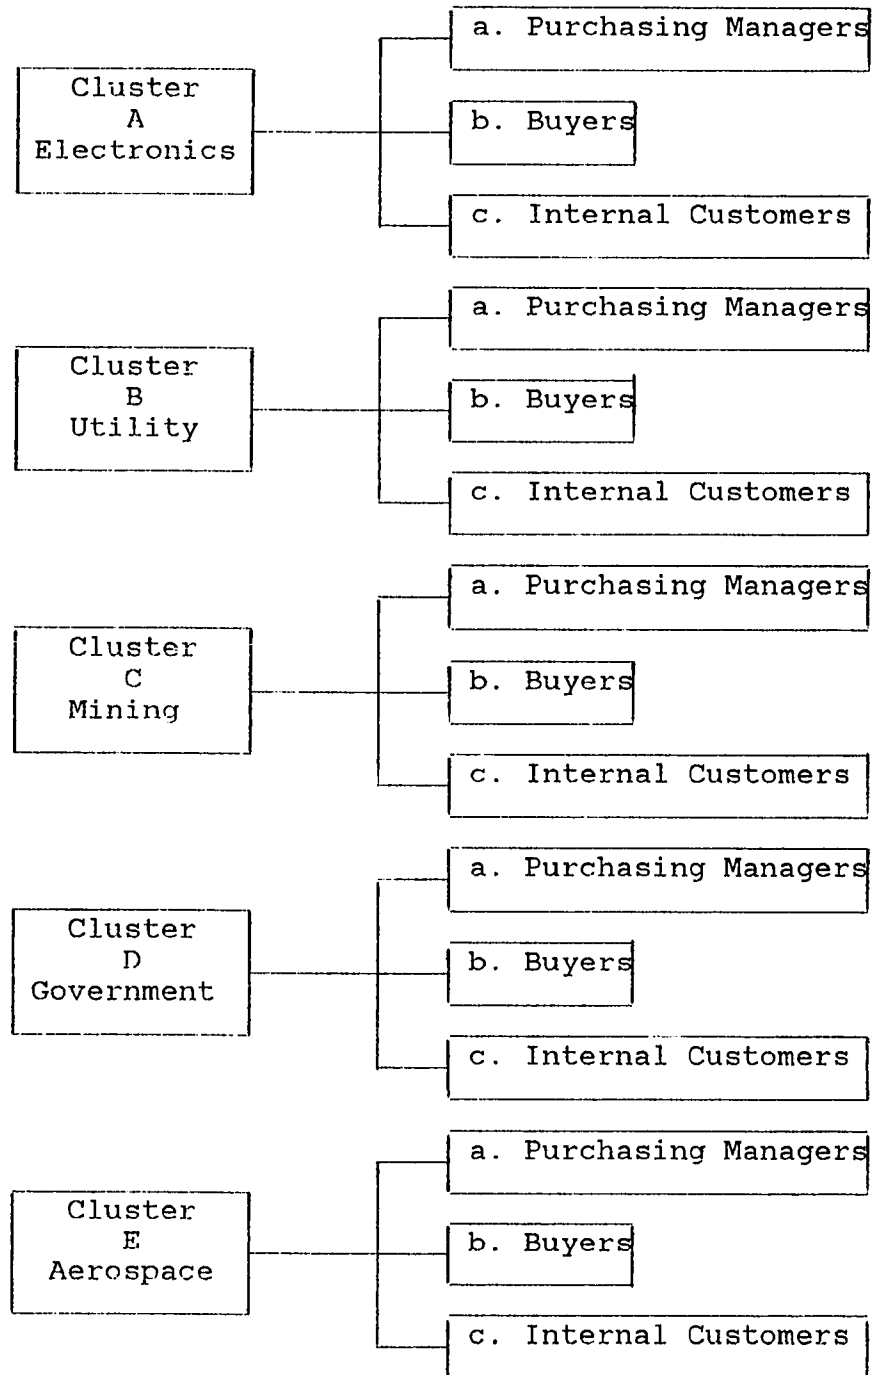 a. Purchasing Managers
Cluster
A
Electronics
b. Buyers
c. Internal Customers
a. Purchasing Managers
Cluster
B
Utility
b. Buyers
c. Internal Customers
a. Purchasing Managers
Cluster
C
Mining
b. Buyers
c. Internal Customers
a. Purchasing Managers
Cluster
D
Government
b. Buyers
c. Internal Customers
a. Purchasing Managers
Cluster
E
Aerospace
b. Buyers
c. Internal Customers